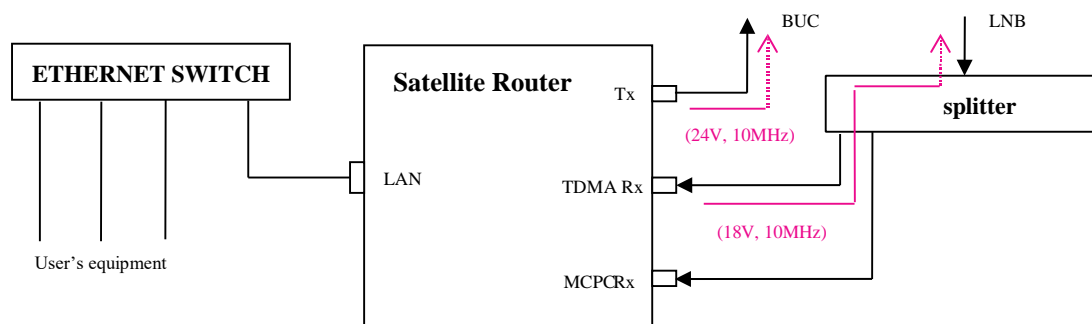 BUC
LNB
ETHERNET SWITCH
Satellite Router
Tx
splitter
(24V, 10MHz)
LAN
TDMA Rx
(18V, 10MHz)
User's equipment
MCPCRx